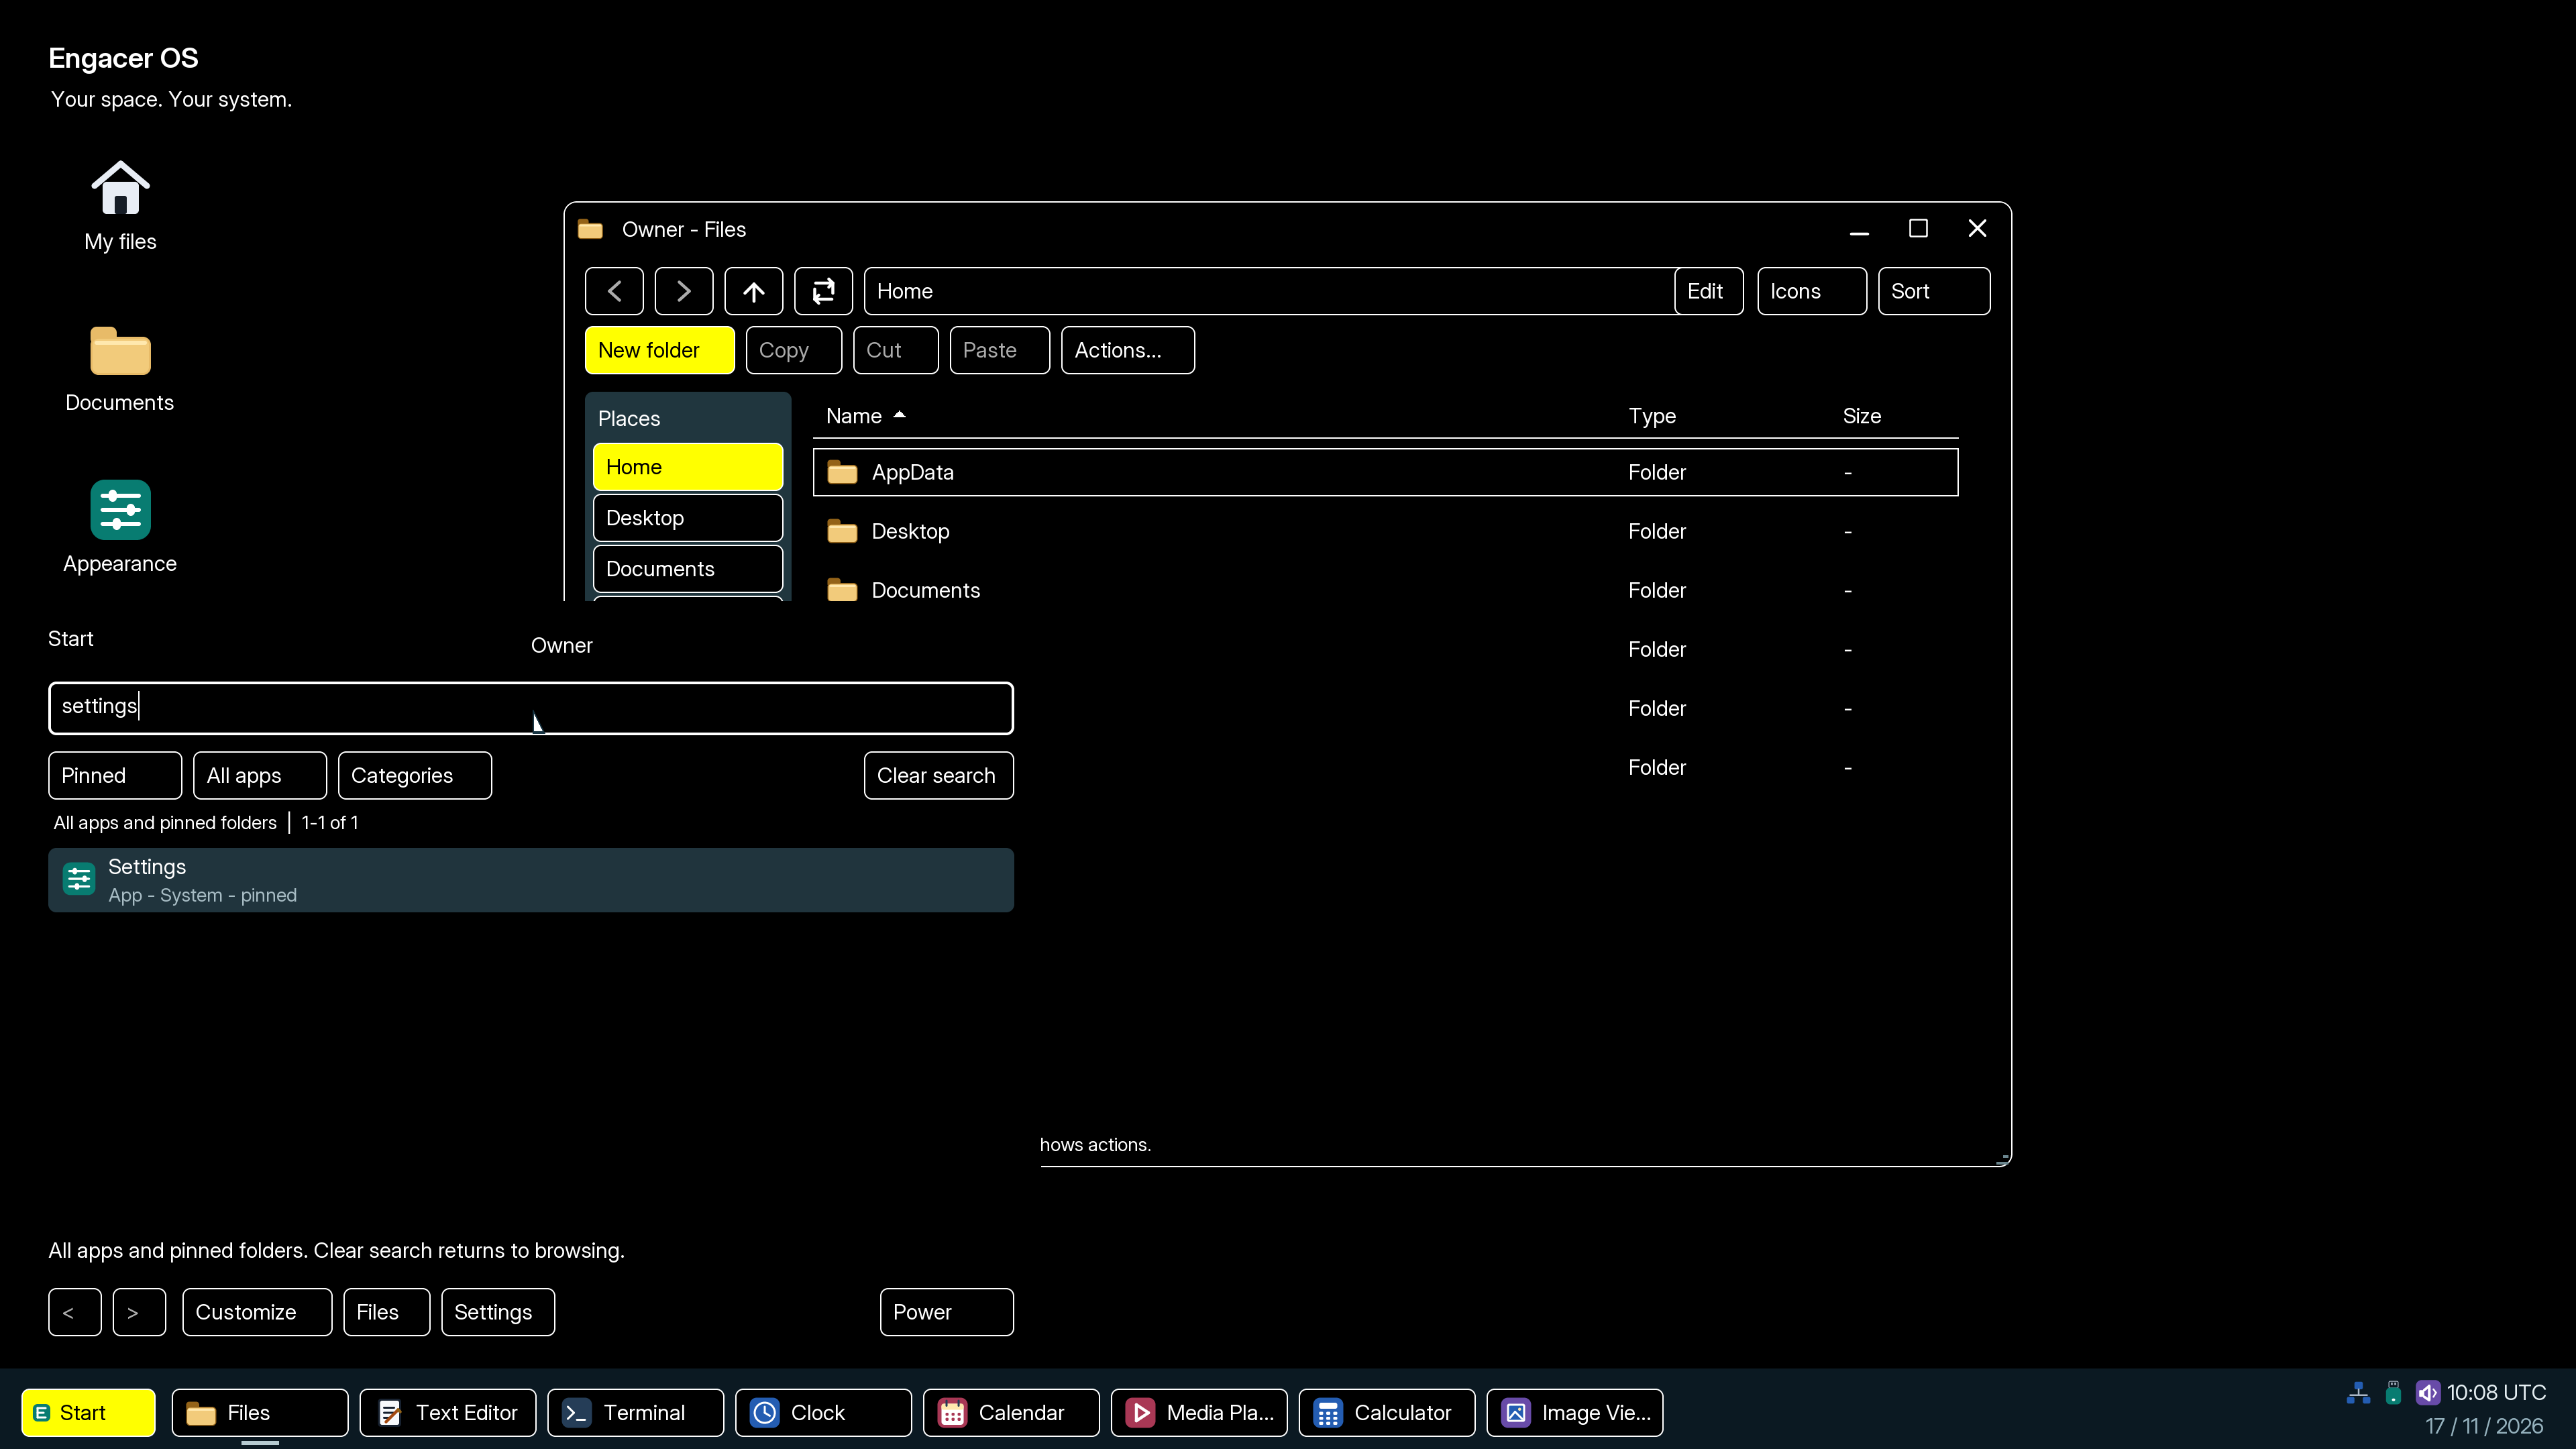 Engacer OS
Your space. Your system.
My files
Documents
Appearance
Owner - Files
Home Edit Icons Sort
New folder Copy Cut Paste Actions...
Places
Home
Desktop
Documents
Name Type Size
AppData Folder -
Desktop Folder -
Documents Folder -
Folder -
Folder -
Folder -
hows actions.
Start Owner
settings
Pinned All apps Categories Clear search
All apps and pinned folders | 1-1 of 1
Settings
App - System - pinned
All apps and pinned folders. Clear search returns to browsing.
< > Customize Files Settings Power
Start Files Text Editor Terminal Clock Calendar Media Pla... Calculator Image Vie... 10:08 UTC
17 / 11 / 2026